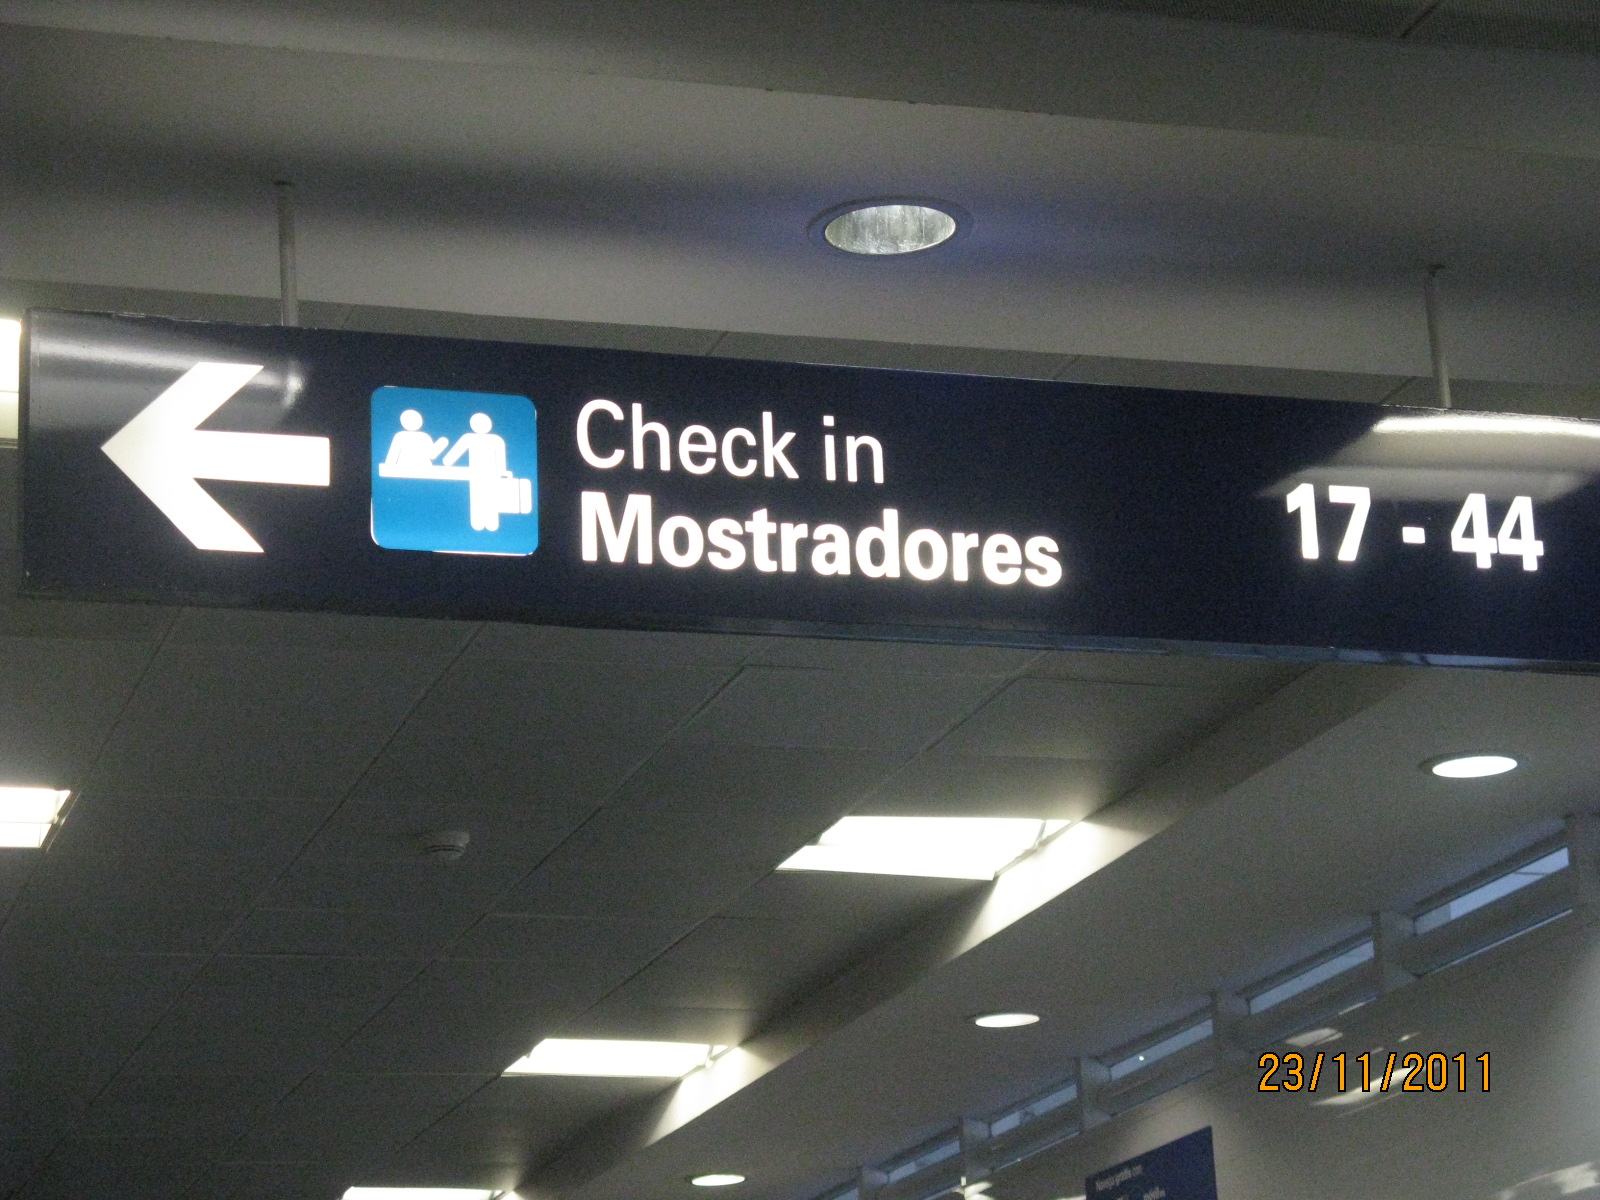 Check in
Mostradores
17 - 44
23/11/2011